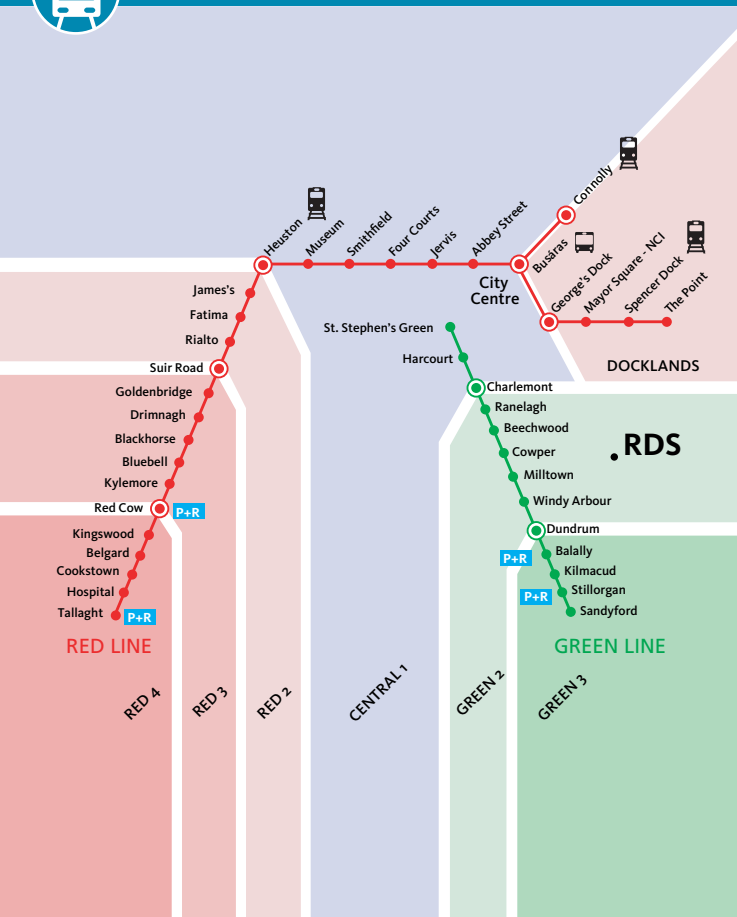 Connolly
Heuston
Museum
Smithfield
Four Courts
Jervis
Abbey Street
Busáras
City
Centre
George's Dock
Mayor Square - NCI
Spencer Dock
The Point
James's
Fatima
Rialto
Suir Road
Goldenbridge
Drimnagh
Blackhorse
Bluebell
Kylemore
Red Cow
P+R
Kingswood
Belgard
Cookstown
Hospital
Tallaght
P+R
RED LINE
St. Stephen's Green
Harcourt
Charlemont
DOCKLANDS
Ranelagh
Beechwood
Cowper
Milltown
Windy Arbour
.RDS
Dundrum
Balally
P+R
Kilmacud
Stillorgan
P+R
Sandyford
GREEN LINE
RED 4
RED 3
RED 2
CENTRAL 1
GREEN 2
GREEN 3